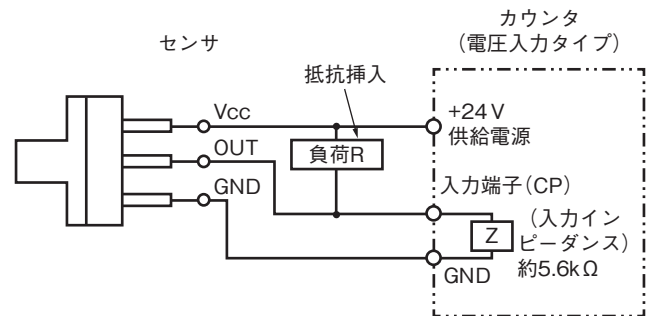 カウンタ
（電圧入力タイプ）
センサ
抵抗挿入
Vcc
+24V
供給電源
OUT
負荷R
GND
入力端子（CP）
Z
（入力イン
ピーダンス）
約5.6kΩ
GND